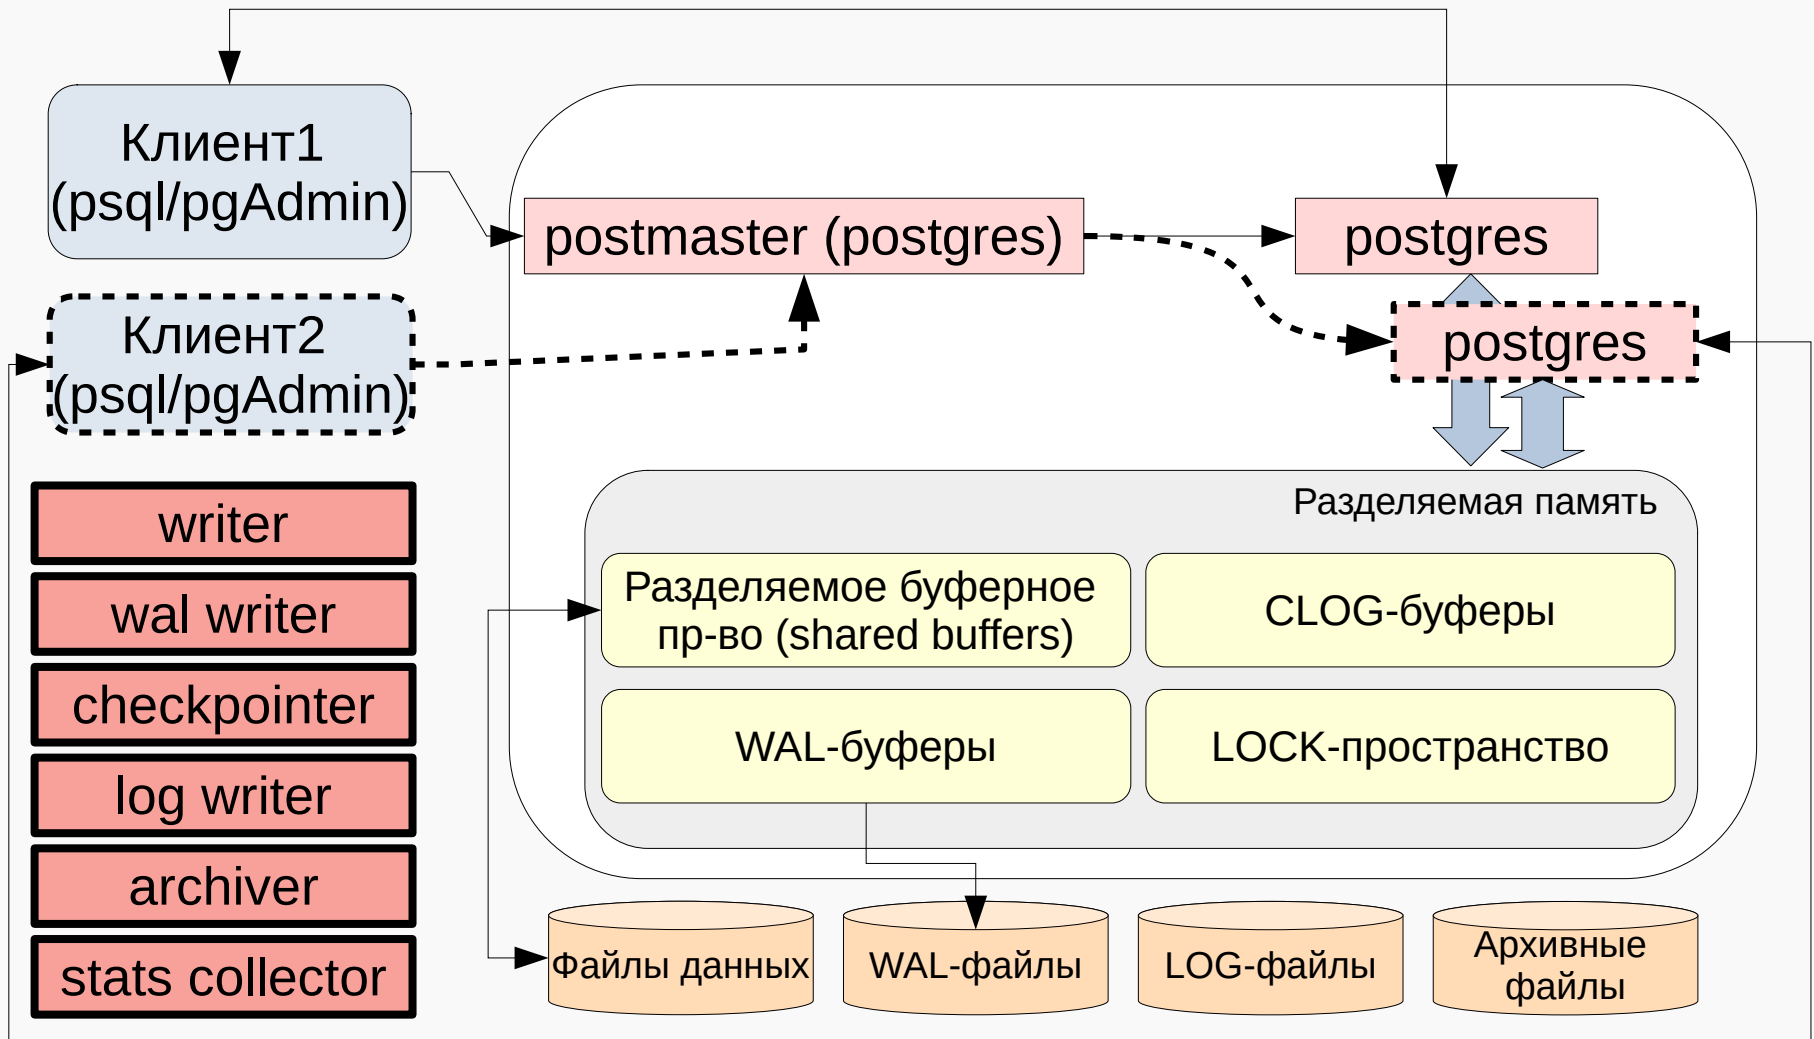 Клиент1
(psql/pgAdmin)
postmaster (postgres)
postgres
Клиент2
(psql/pgAdmin)
postgres
writer
wal writer
checkpointer
log writer
archiver
stats collector
Разделяемая память
Разделяемое буферное
пр-во (shared buffers)
CLOG-буферы
WAL-буферы
LOCK-пространство
Файлы данных
WAL-файлы
LOG-файлы
Архивные
файлы